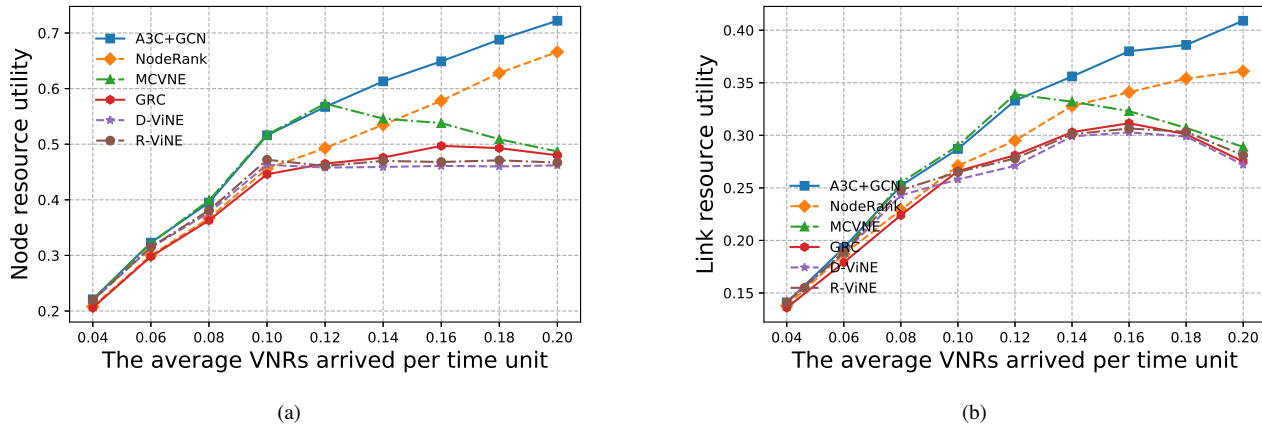 Node resource utility
0.7
0.6
0.5
0.4
0.3
0.2
A3C+GCN
NodeRank
MCVNE
GRC
D-ViNE
R-ViNE
0.04 0.06 0.08 0.10 0.12 0.14 0.16 0.18 0.20
The average VNRs arrived per time unit
(a)
Link resource utility
0.40
0.35
0.30
0.25
0.20
0.15
A3C+GCN
NodeRank
MCVNE
GRC
D-ViNE
R-ViNE
0.04 0.06 0.08 0.10 0.12 0.14 0.16 0.18 0.20
The average VNRs arrived per time unit
(b)